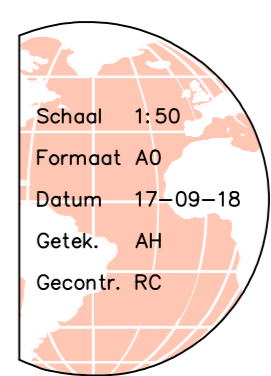 Schaal 1:50
Formaat A0
Datum 17-09-18
Getek. AH
Gecontr. RC